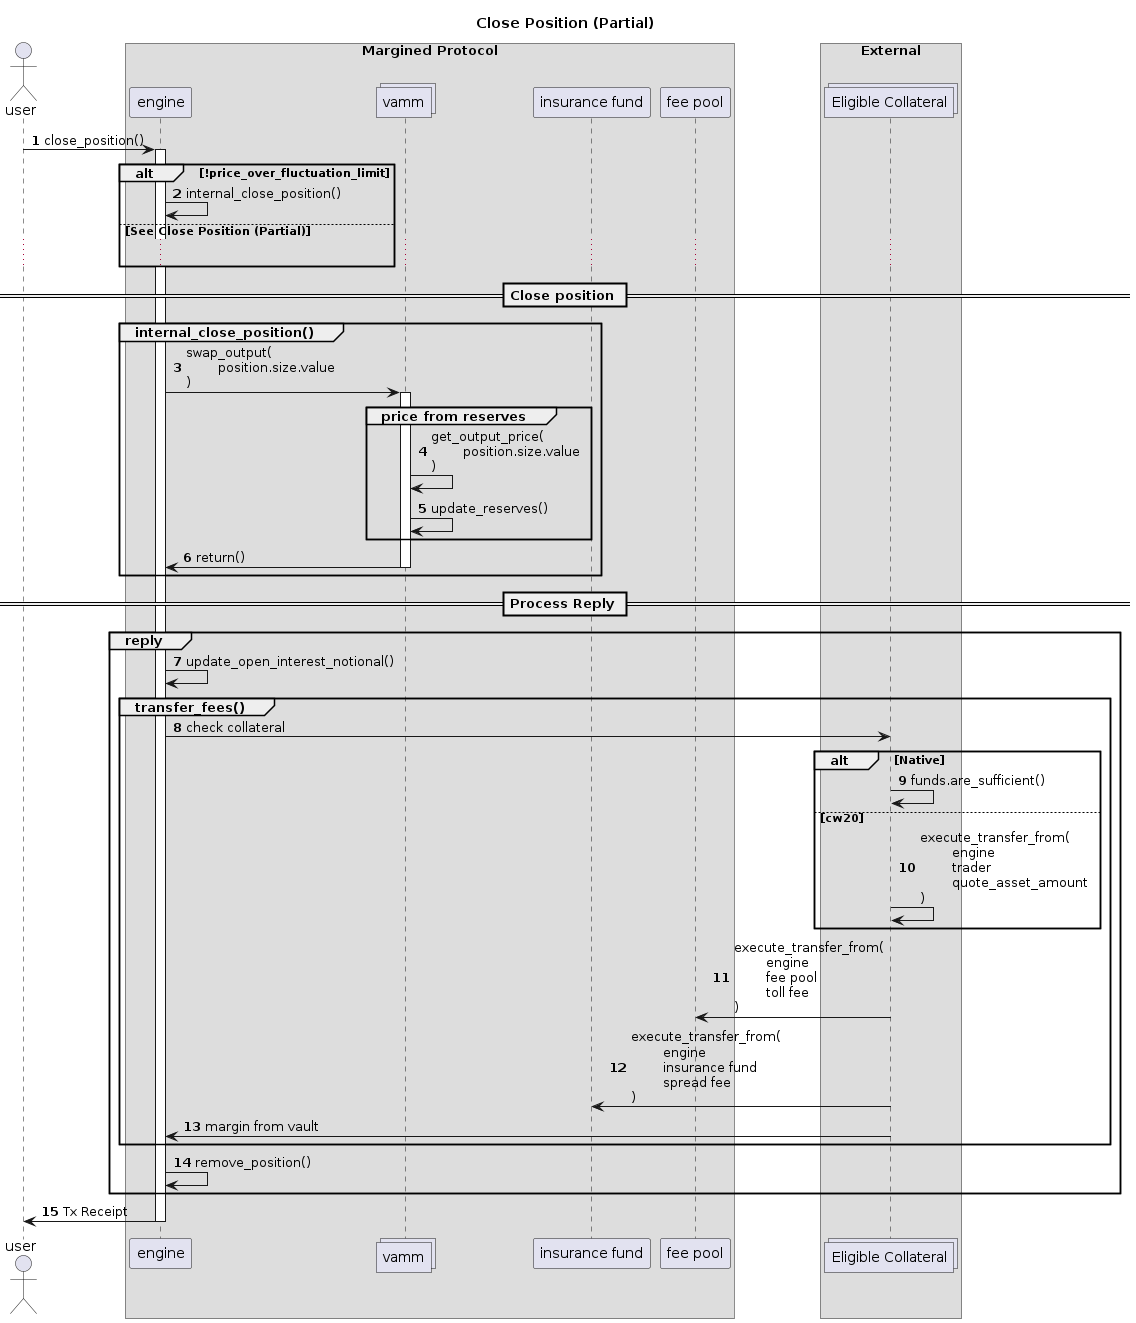 Close Position (Partial)
Margined Protocol
External
user
engine
vamm
insurance fund
fee pool
Eligible Collateral
1 close_position()
alt [!price_over_fluctuation_limit]
2 internal_close_position()
[See Close Position (Partial)]
Close position
internal_close_position()
swap_output(
3 position.size.value
)
price from reserves
get_output_price(
4 position.size.value
)
5 update_reserves()
6 return()
Process Reply
reply
7 update_open_interest_notional()
transfer_fees()
8 check collateral
alt [Native]
9 funds.are_sufficient()
[cw20]
execute_transfer_from(
engine
10 trader
quote_asset_amount
)
execute_transfer_from(
engine
11 fee pool
toll fee
)
execute_transfer_from(
engine
12 insurance fund
spread fee
)
13 margin from vault
14 remove_position()
15 Tx Receipt
user
engine
vamm
insurance fund
fee pool
Eligible Collateral